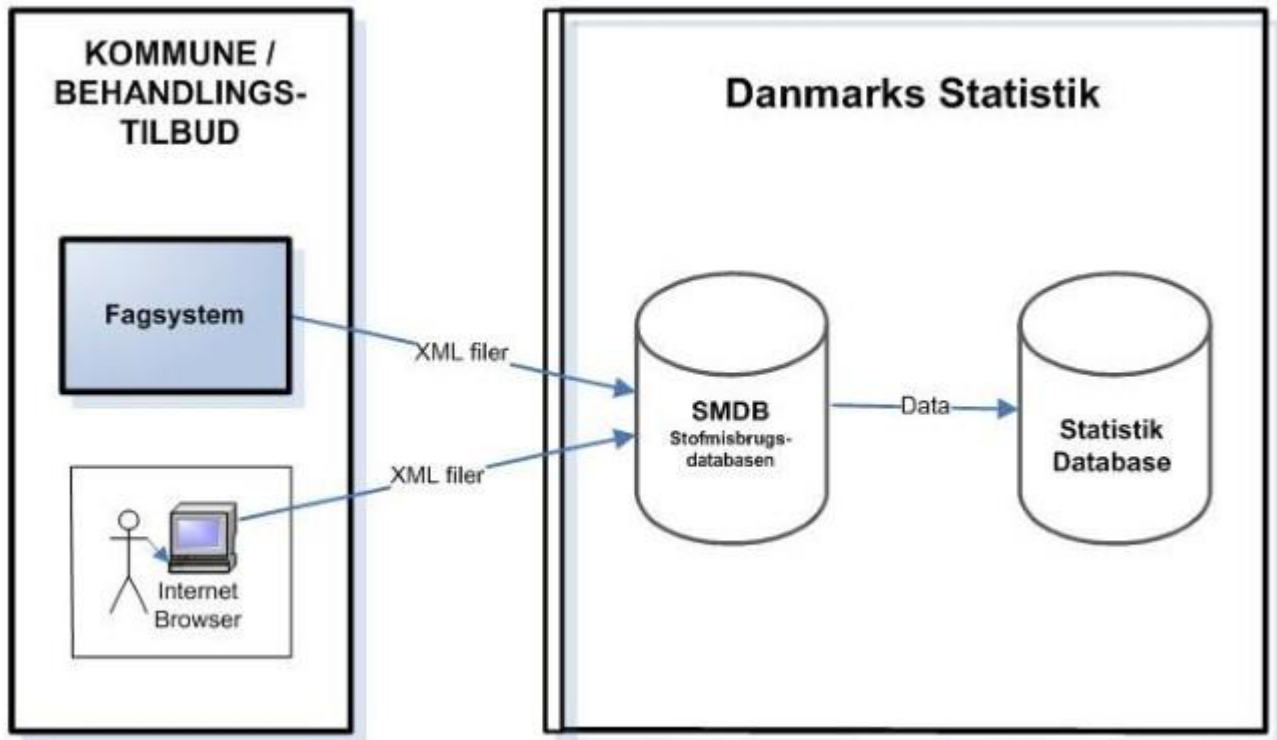 KOMMUNE /
BEHANDLINGS-
TILBUD
Fagsystem
XML filer
XML filer
Internet
Browser
Danmarks Statistik
SMDB
Stofmisbrugs-
databasen
Data
Statistik
Database